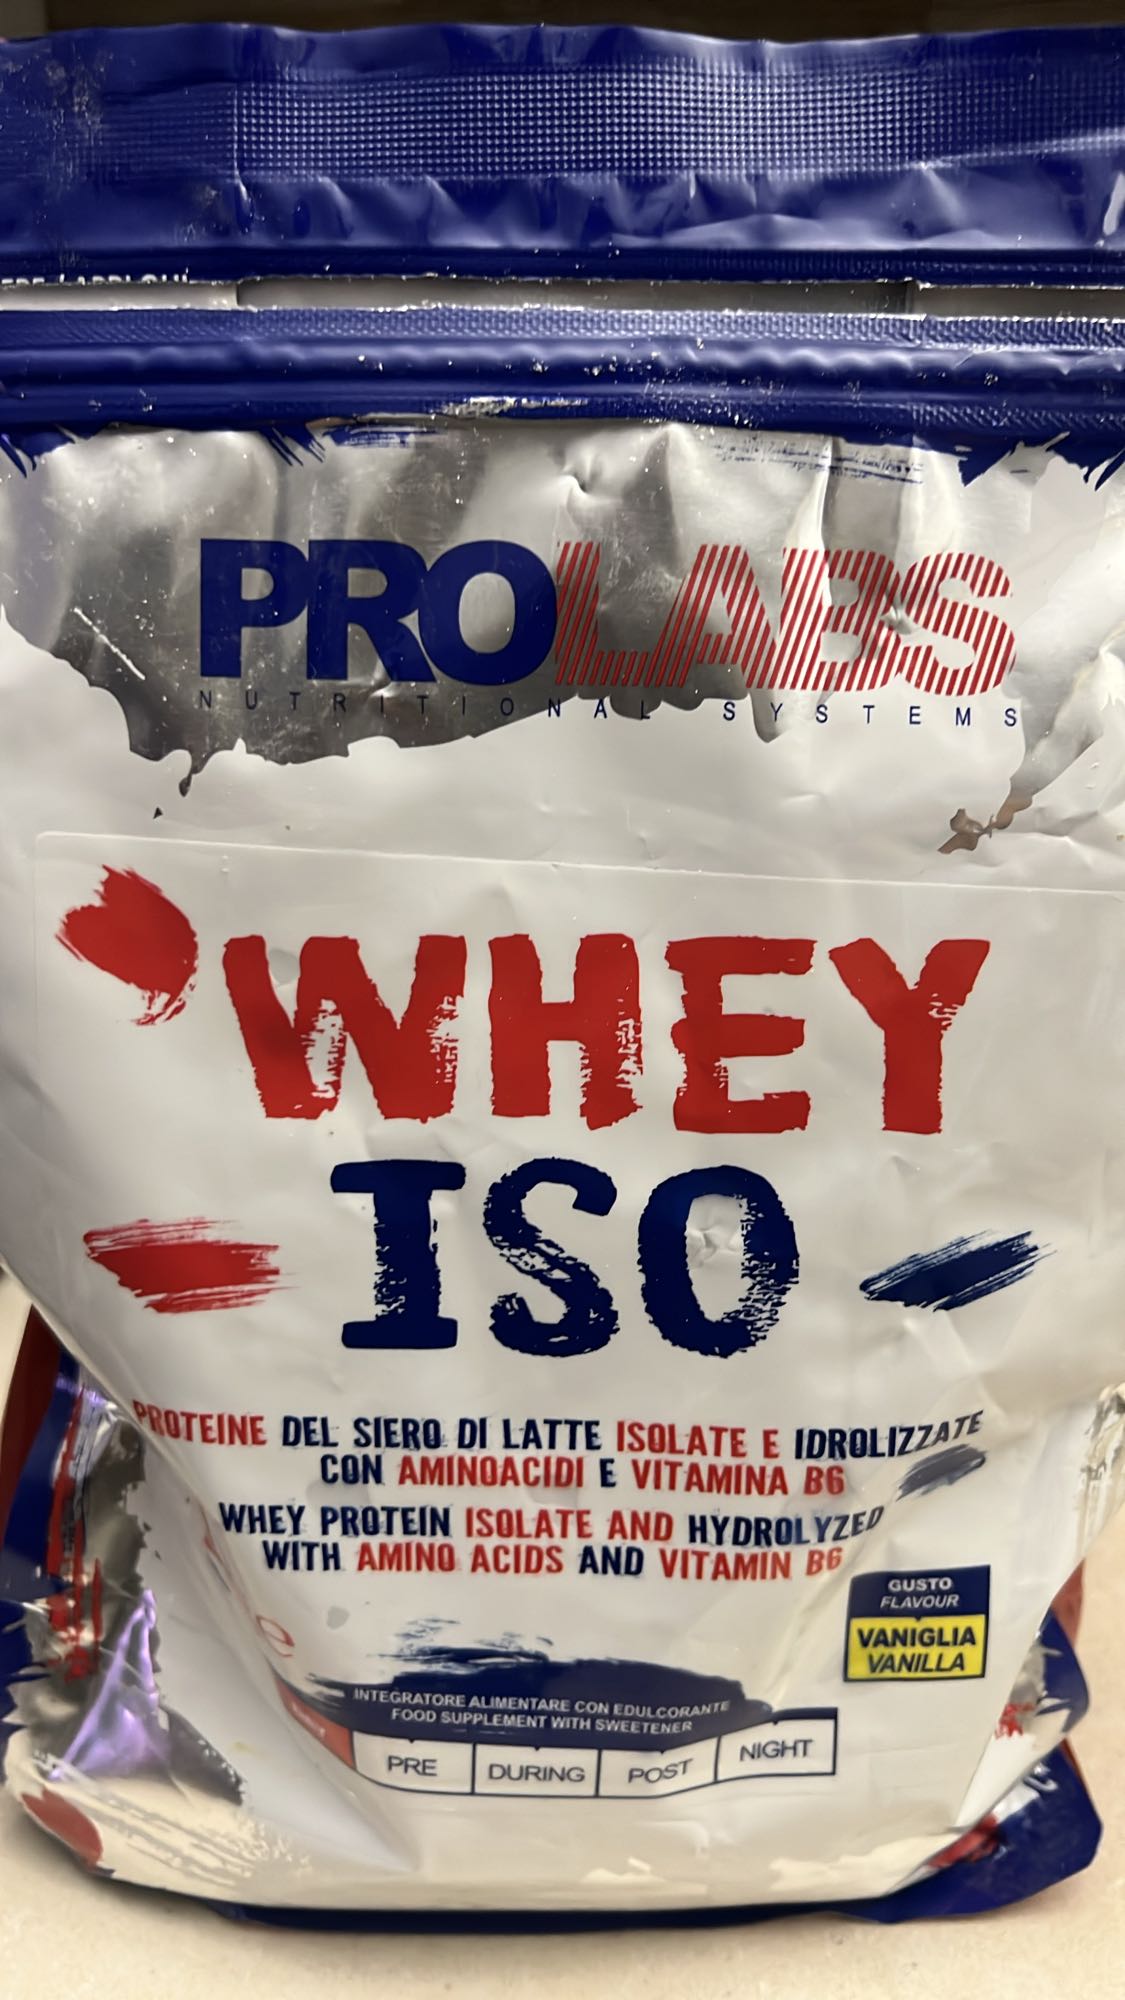 PROLABS
NUTRITIONAL SYSTEMS
WHEY
ISO
PROTEINE DEL SIERO DI LATTE ISOLATE E IDROLIZZATE
CON AMINOACIDI E VITAMINA B6
WHEY PROTEIN ISOLATE AND HYDROLYZED
WITH AMINO ACIDS AND VITAMIN B6
GUSTO
FLAVOUR
VANIGLIA
VANILLA
INTEGRATORE ALIMENTARE CON EDULCORANTE
FOOD SUPPLEMENT WITH SWEETENER
PRE DURING POST NIGHT